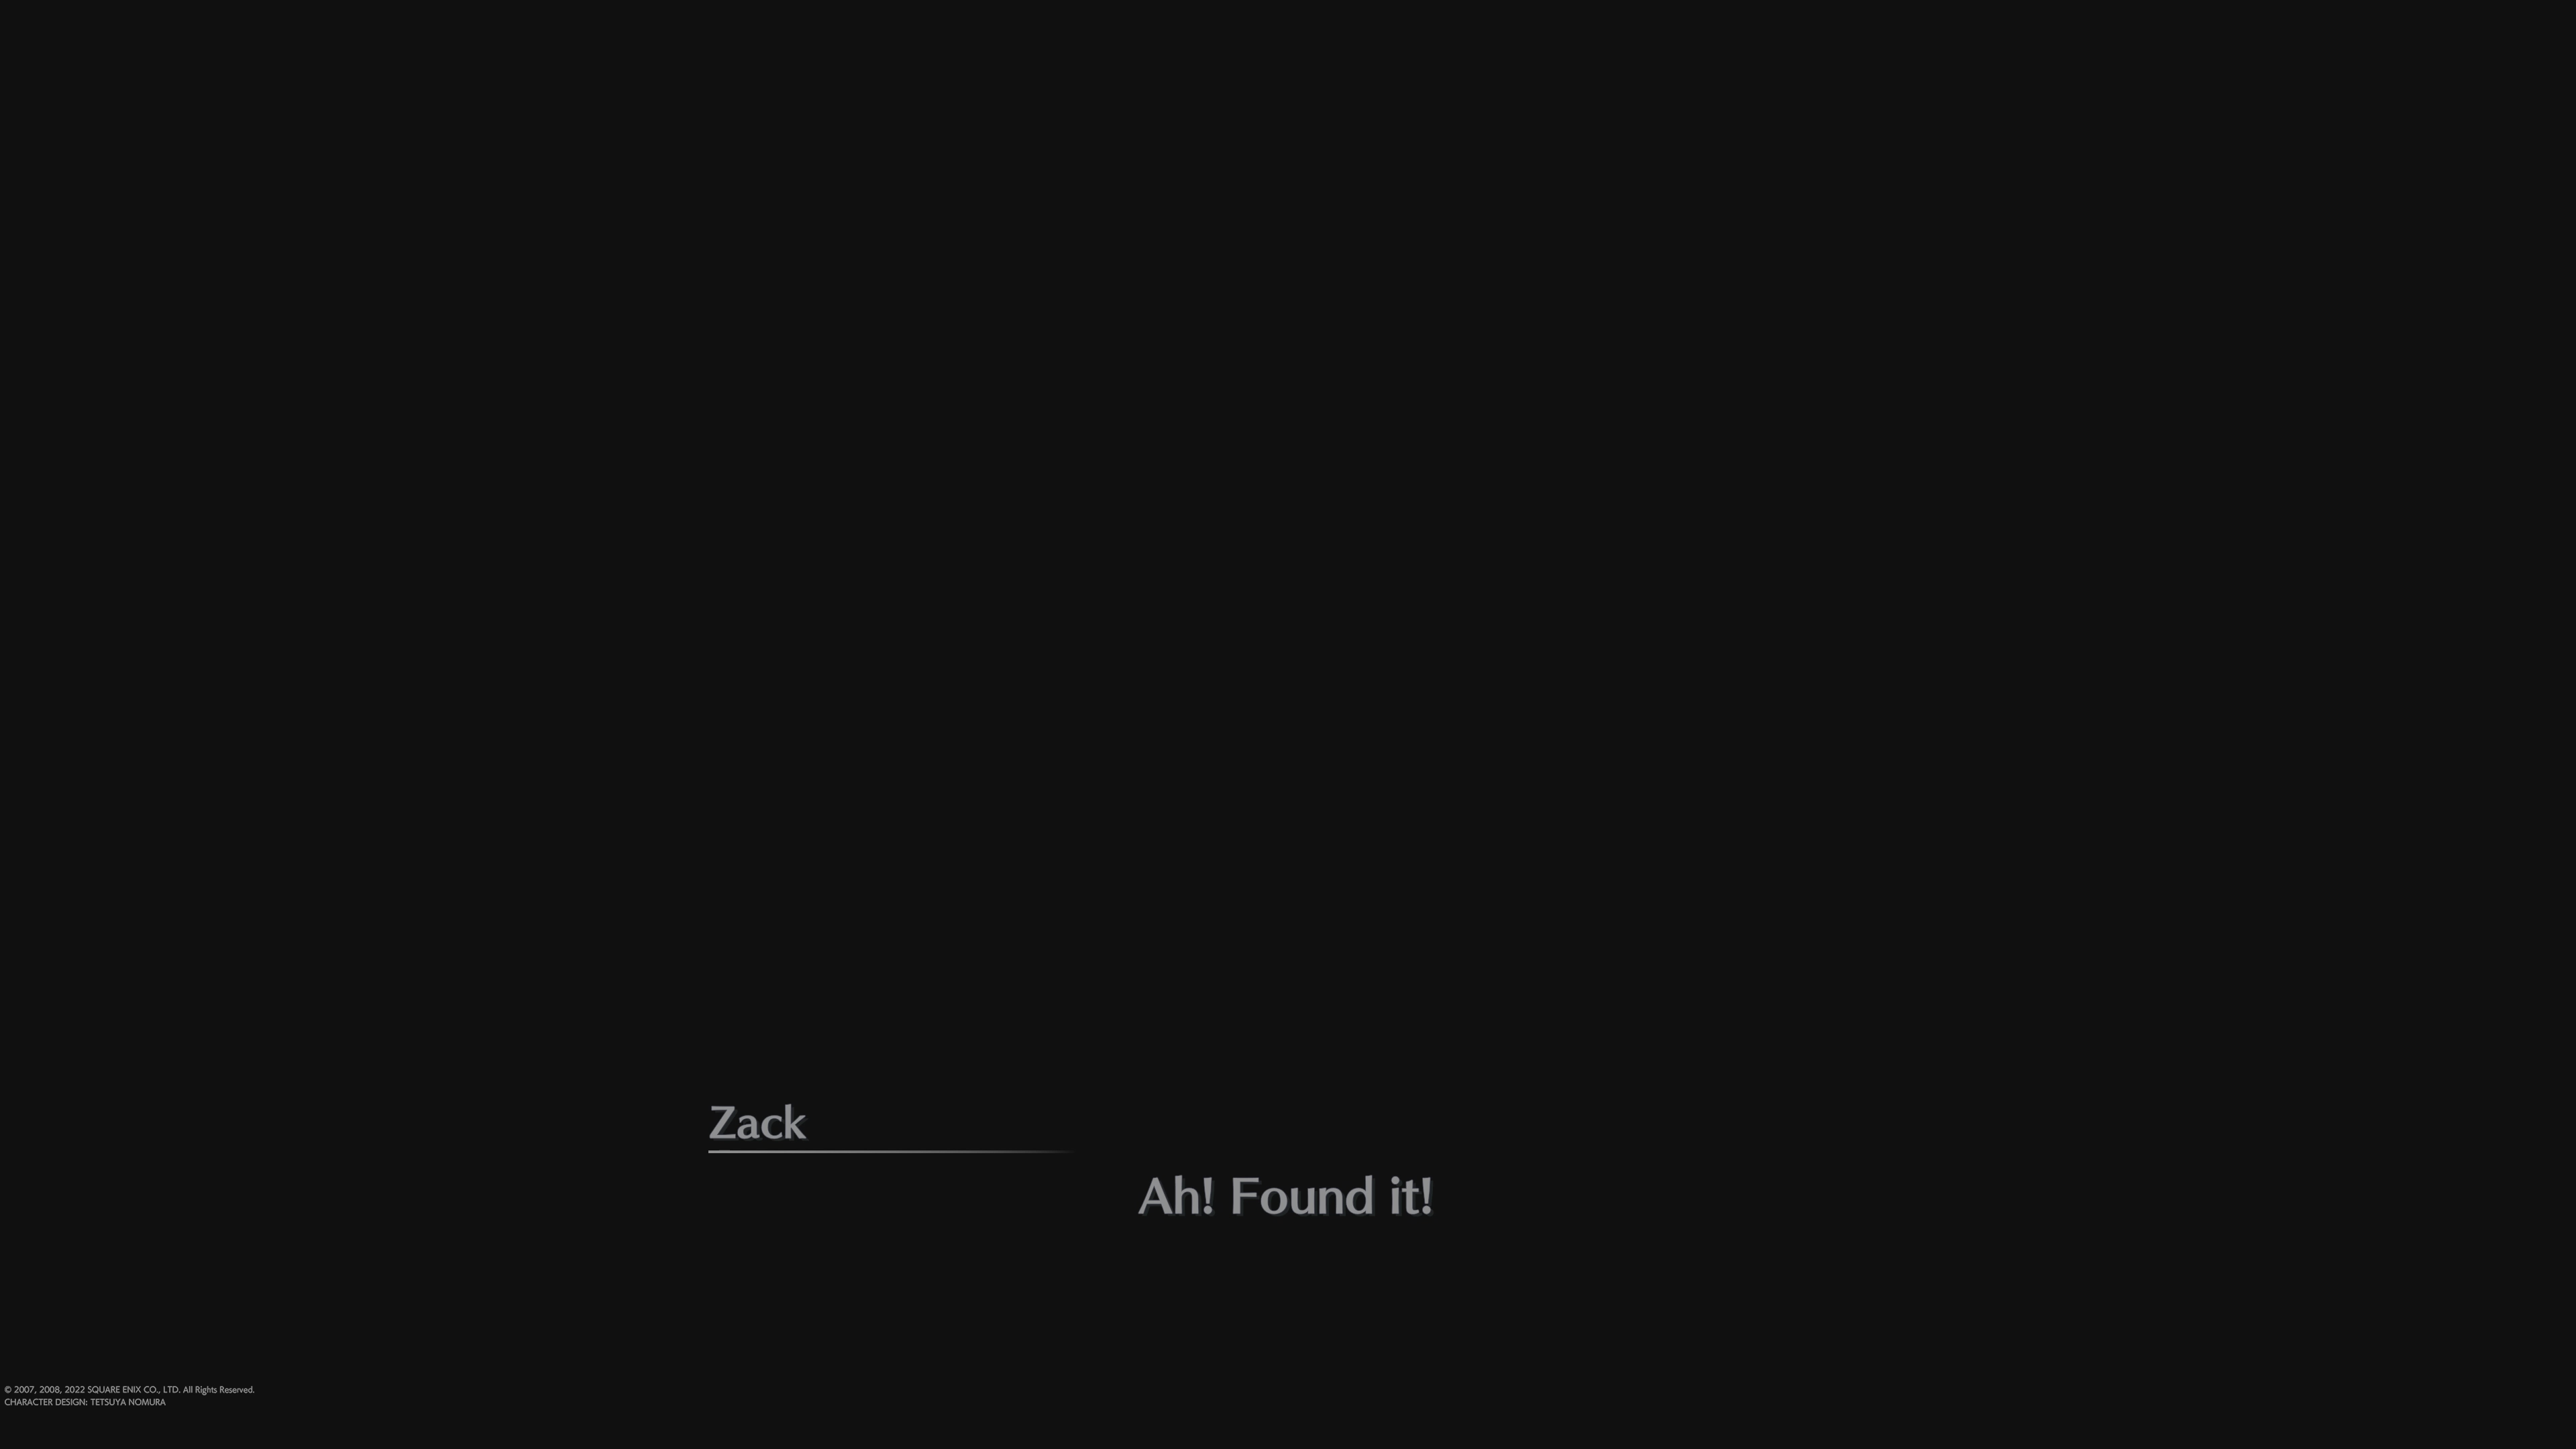 Zack
Ah! Found it!
© 2007, 2008, 2022 SQUARE ENIX CO., LTD. All Rights Reserved.
CHARACTER DESIGN: TETSUYA NOMURA